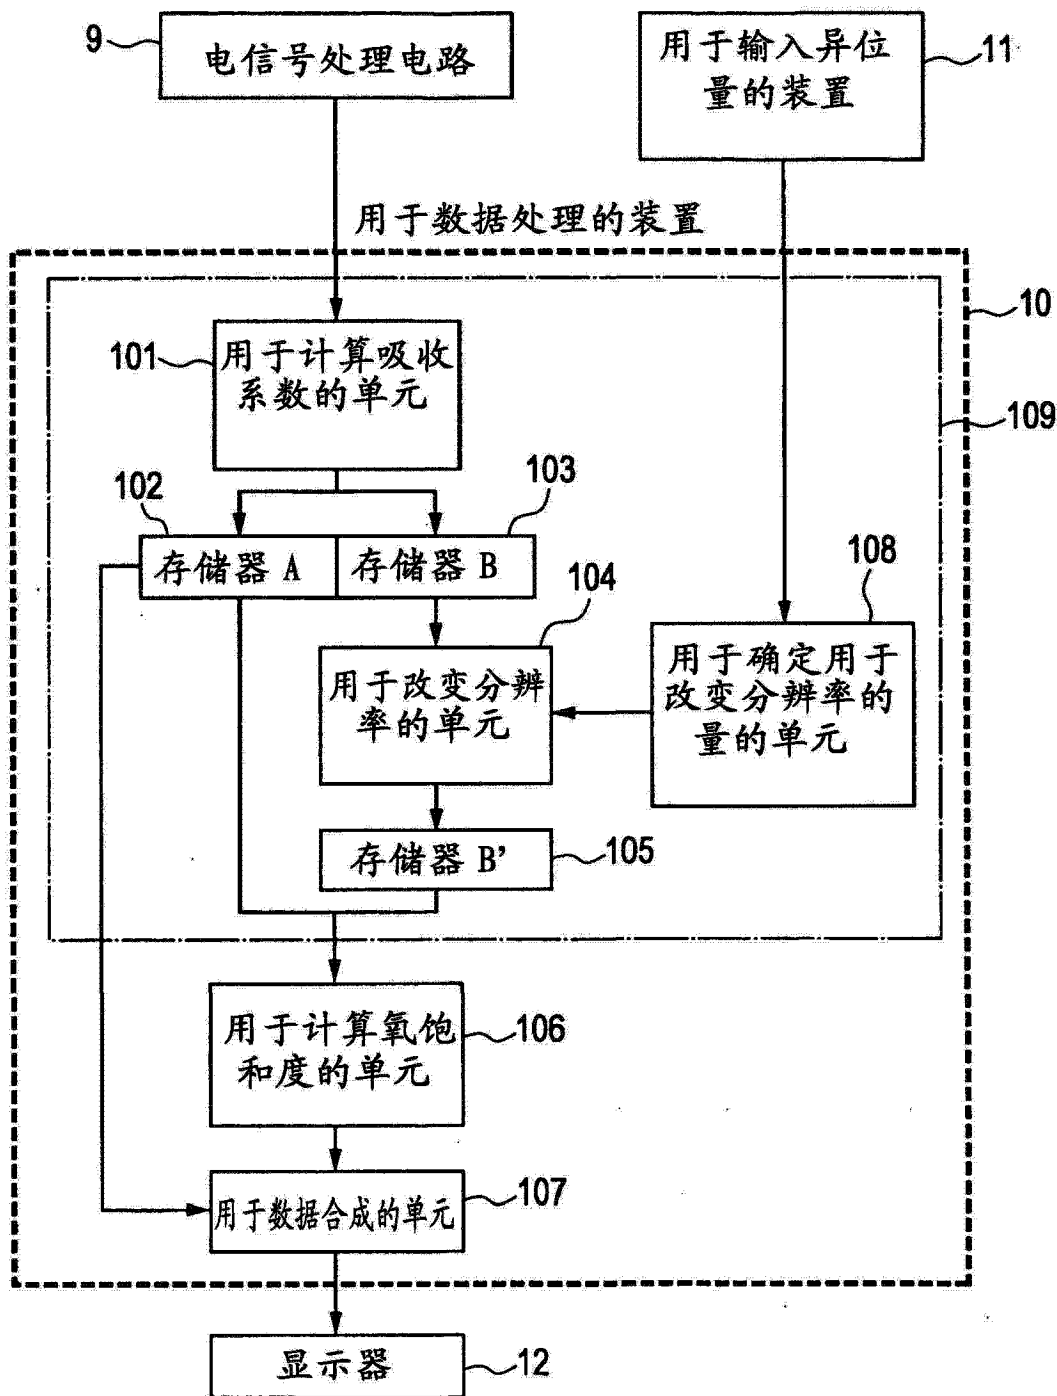 9
电信号处理电路
用于输入异位
量的装置
11
用于数据处理的装置
10
101
用于计算吸收
系数的单元
109
102
103
存储器 A
存储器 B
104
108
用于改变分辨
率的单元
用于确定用于
改变分辨率的
量的单元
存储器 B'
105
用于计算氧饱
和度的单元
106
用于数据合成的单元
107
显示器
12